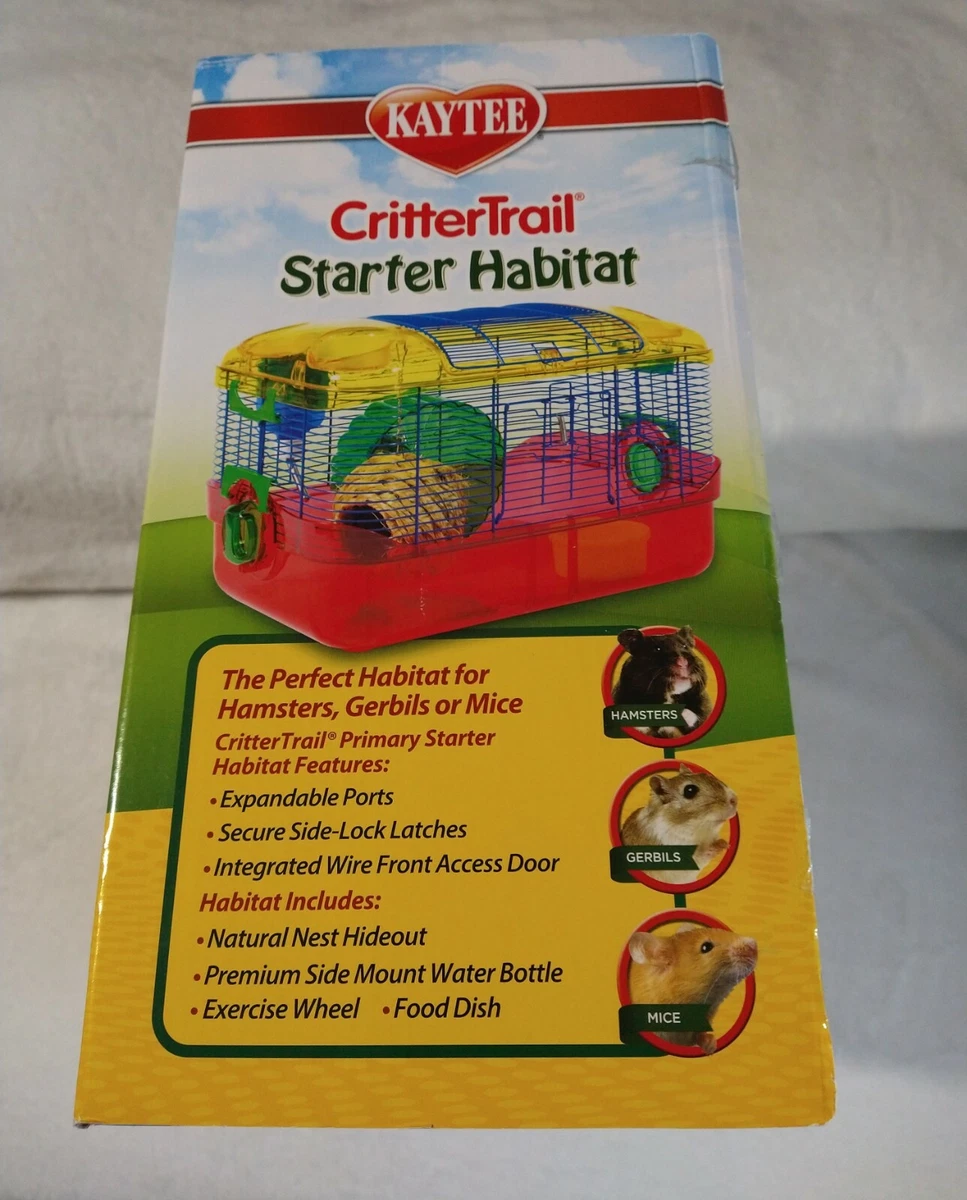 KAYTEE
CritterTrail®
Starter Habitat
The Perfect Habitat for
Hamsters, Gerbils or Mice
CritterTrail® Primary Starter
Habitat Features:
• Expandable Ports
• Secure Side-Lock Latches
• Integrated Wire Front Access Door
Habitat Includes:
• Natural Nest Hideout
• Premium Side Mount Water Bottle
• Exercise Wheel • Food Dish
HAMSTERS
GERBILS
MICE